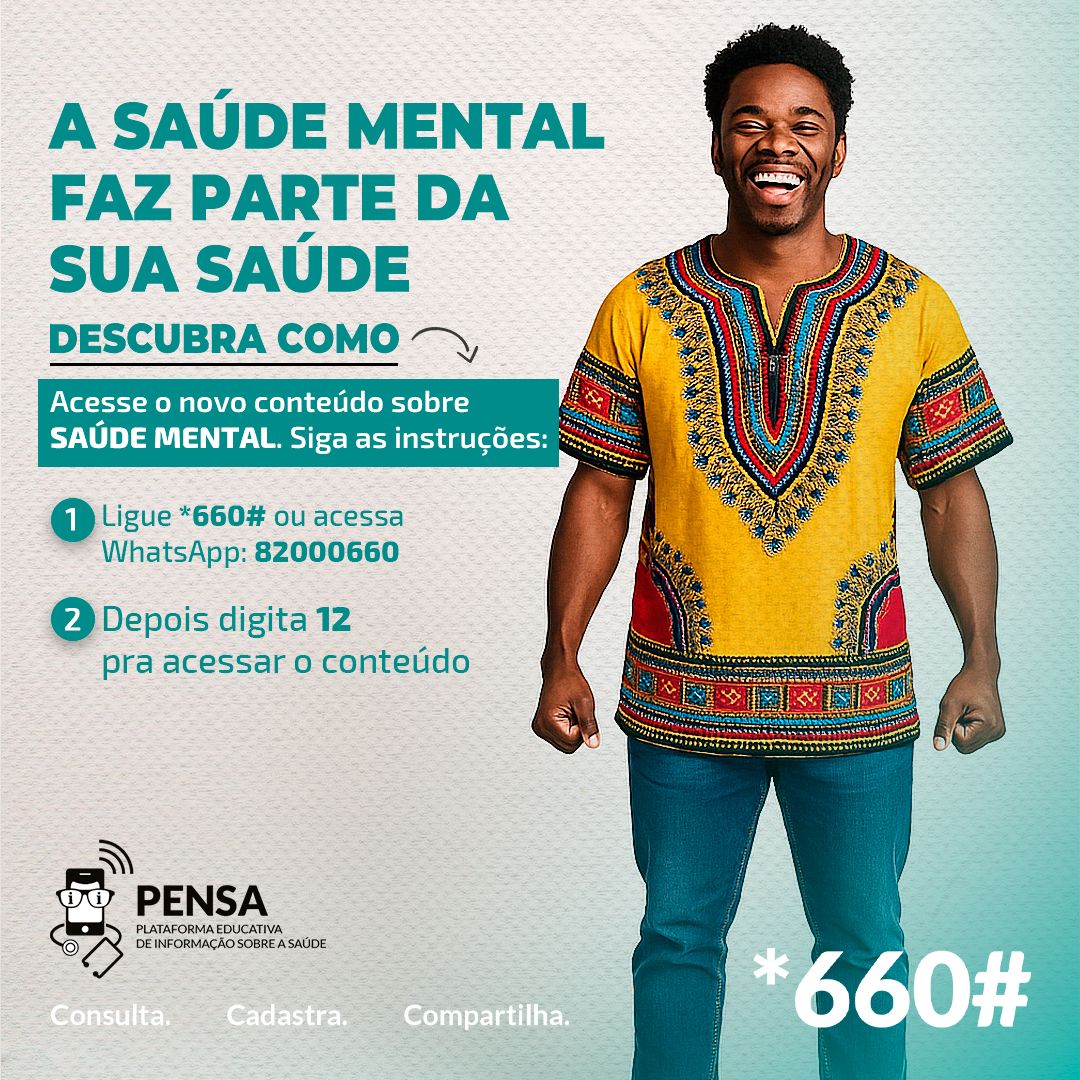 A SAÚDE MENTAL
FAZ PARTE DA
SUA SAÚDE
DESCUBRA COMO
Acesse o novo conteúdo sobre
SAÚDE MENTAL. Siga as instruções:
1 Ligue *660# ou acessa
WhatsApp: 82000660
2 Depois digita 12
pra acessar o conteúdo
PENSA
PLATAFORMA EDUCATIVA
DE INFORMAÇÃO SOBRE A SAÚDE
Consulta. Cadastra. Compartilha.
*660#